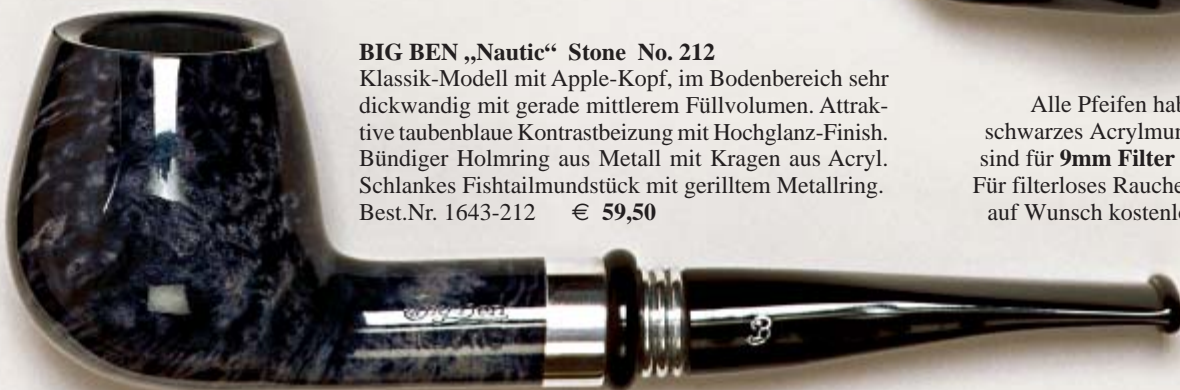 BIG BEN „Nautic“ Stone No. 212
Klassik-Modell mit Apple-Kopf, im Bodenbereich sehr
dickwandig mit gerade mittlerem Füllvolumen. Attrak-
tive taubenblaue Kontrastbeizung mit Hochglanz-Finish.
Bündiger Holmring aus Metall mit Kragen aus Acryl.
Schlankes Fishtailmundstück mit gerilltem Metallring.
Best.Nr. 1643-212 € 59,50
Alle Pfeifen hab
schwarzes Acrylmun
sind für 9mm Filter
Für filterloses Rauche
auf Wunsch kostenl
Big Ben
B